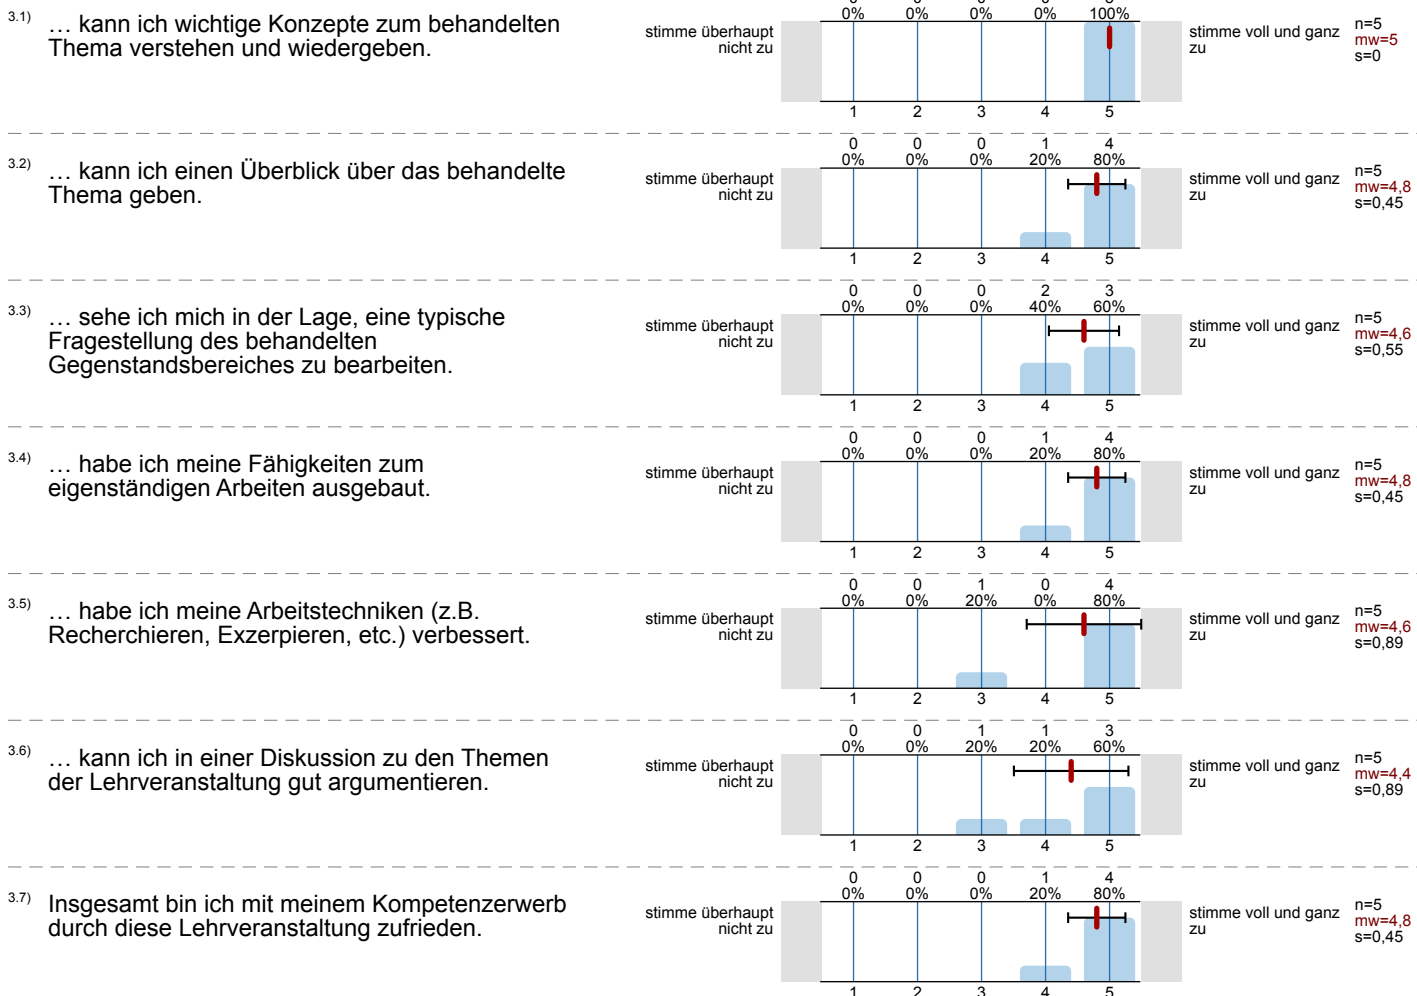 3.1) … kann ich wichtige Konzepte zum behandelten
Thema verstehen und wiedergeben.
stimme überhaupt
nicht zu
0% 0% 0% 0% 100%
1 2 3 4 5
stimme voll und ganz
zu
n=5
mw=5
s=0
3.2) … kann ich einen Überblick über das behandelte
Thema geben.
stimme überhaupt
nicht zu
0 0 0 1 4
0% 0% 0% 20% 80%
1 2 3 4 5
stimme voll und ganz
zu
n=5
mw=4,8
s=0,45
3.3) … sehe ich mich in der Lage, eine typische
Fragestellung des behandelten
Gegenstandsbereiches zu bearbeiten.
stimme überhaupt
nicht zu
0 0 0 2 3
0% 0% 0% 40% 60%
1 2 3 4 5
stimme voll und ganz
zu
n=5
mw=4,6
s=0,55
3.4) … habe ich meine Fähigkeiten zum
eigenständigen Arbeiten ausgebaut.
stimme überhaupt
nicht zu
0 0 0 1 4
0% 0% 0% 20% 80%
1 2 3 4 5
stimme voll und ganz
zu
n=5
mw=4,8
s=0,45
3.5) … habe ich meine Arbeitstechniken (z.B.
Recherchieren, Exzerpieren, etc.) verbessert.
stimme überhaupt
nicht zu
0 0 1 0 4
0% 0% 20% 0% 80%
1 2 3 4 5
stimme voll und ganz
zu
n=5
mw=4,6
s=0,89
3.6) … kann ich in einer Diskussion zu den Themen
der Lehrveranstaltung gut argumentieren.
stimme überhaupt
nicht zu
0 0 1 1 3
0% 0% 20% 20% 60%
1 2 3 4 5
stimme voll und ganz
zu
n=5
mw=4,4
s=0,89
3.7) Insgesamt bin ich mit meinem Kompetenzerwerb
durch diese Lehrveranstaltung zufrieden.
stimme überhaupt
nicht zu
0 0 0 1 4
0% 0% 0% 20% 80%
1 2 3 4 5
stimme voll und ganz
zu
n=5
mw=4,8
s=0,45